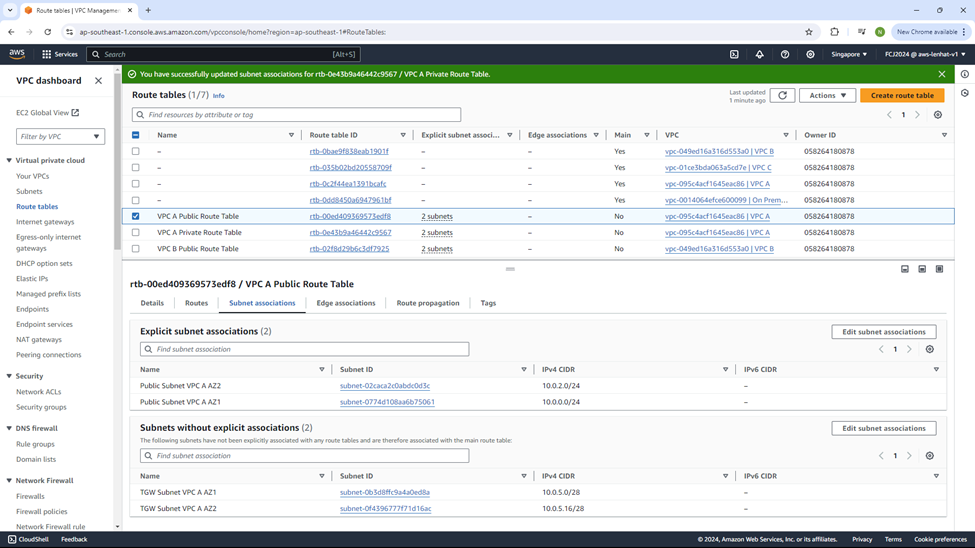 Route tables | VPC Managemen
ap-southeast-1.console.aws.amazon.com/vpcconsole/home?region=ap-southeast-1#RouteTables:
N
New Chrome available
aws
Services
Search
[Alt+S]
Singapore
FCJ2024 @ aws-lenhat-v1
VPC dashboard
EC2 Global View
Filter by VPC
Virtual private cloud
Your VPCs
Subnets
Route tables
Internet gateways
Egress-only internet
gateways
DHCP option sets
Elastic IPs
Managed prefix lists
Endpoints
Endpoint services
NAT gateways
Peering connections
Security
Network ACLs
Security groups
DNS firewall
Rule groups
Domain lists
Network Firewall
Firewalls
Firewall policies
Network Firewall rule
You have successfully updated subnet associations for rtb-0e43b9a46442c9567 / VPC A Private Route Table.
Route tables (1/7) Info
Last updated
1 minute ago
Actions
Create route table
Find resources by attribute or tag
1
Name Route table ID Explicit subnet associ... Edge associations Main VPC Owner ID
– rtb-0bae9f838eab1901f – – Yes vpc-049ed16a316d553a0 | VPC B 058264180878
– rtb-035b02bd20558709f – – Yes vpc-01ce3bda063a5cd7e | VPC C 058264180878
– rtb-0c2f44ea1391bcafc – – Yes vpc-095c4acf1645eac86 | VPC A 058264180878
– rtb-0dd8450a6947961bf – – Yes vpc-0014064efce600099 | On Prem... 058264180878
VPC A Public Route Table rtb-00ed409369573edf8 2 subnets – No vpc-095c4acf1645eac86 | VPC A 058264180878
VPC A Private Route Table rtb-0e43b9a46442c9567 2 subnets – No vpc-095c4acf1645eac86 | VPC A 058264180878
VPC B Public Route Table rtb-02f8d29b6c3df7925 2 subnets – No vpc-049ed16a316d553a0 | VPC B 058264180878
rtb-00ed409369573edf8 / VPC A Public Route Table
Details Routes Subnet associations Edge associations Route propagation Tags
Explicit subnet associations (2)
Edit subnet associations
Find subnet association
1
Name Subnet ID IPv4 CIDR IPv6 CIDR
Public Subnet VPC A AZ2 subnet-02caca2c0abdc0d3c 10.0.2.0/24 –
Public Subnet VPC A AZ1 subnet-0774d108aa6b75061 10.0.0.0/24 –
Subnets without explicit associations (2)
Edit subnet associations
The following subnets have not been explicitly associated with any route tables and are therefore associated with the main route table:
Find subnet association
1
Name Subnet ID IPv4 CIDR IPv6 CIDR
TGW Subnet VPC A AZ1 subnet-0b3d8ffc9a4a0ed8a 10.0.5.0/28 –
TGW Subnet VPC A AZ2 subnet-0f4396777f71d16ac 10.0.5.16/28 –
CloudShell Feedback © 2024, Amazon Web Services, Inc. or its affiliates. Privacy Terms Cookie preferences